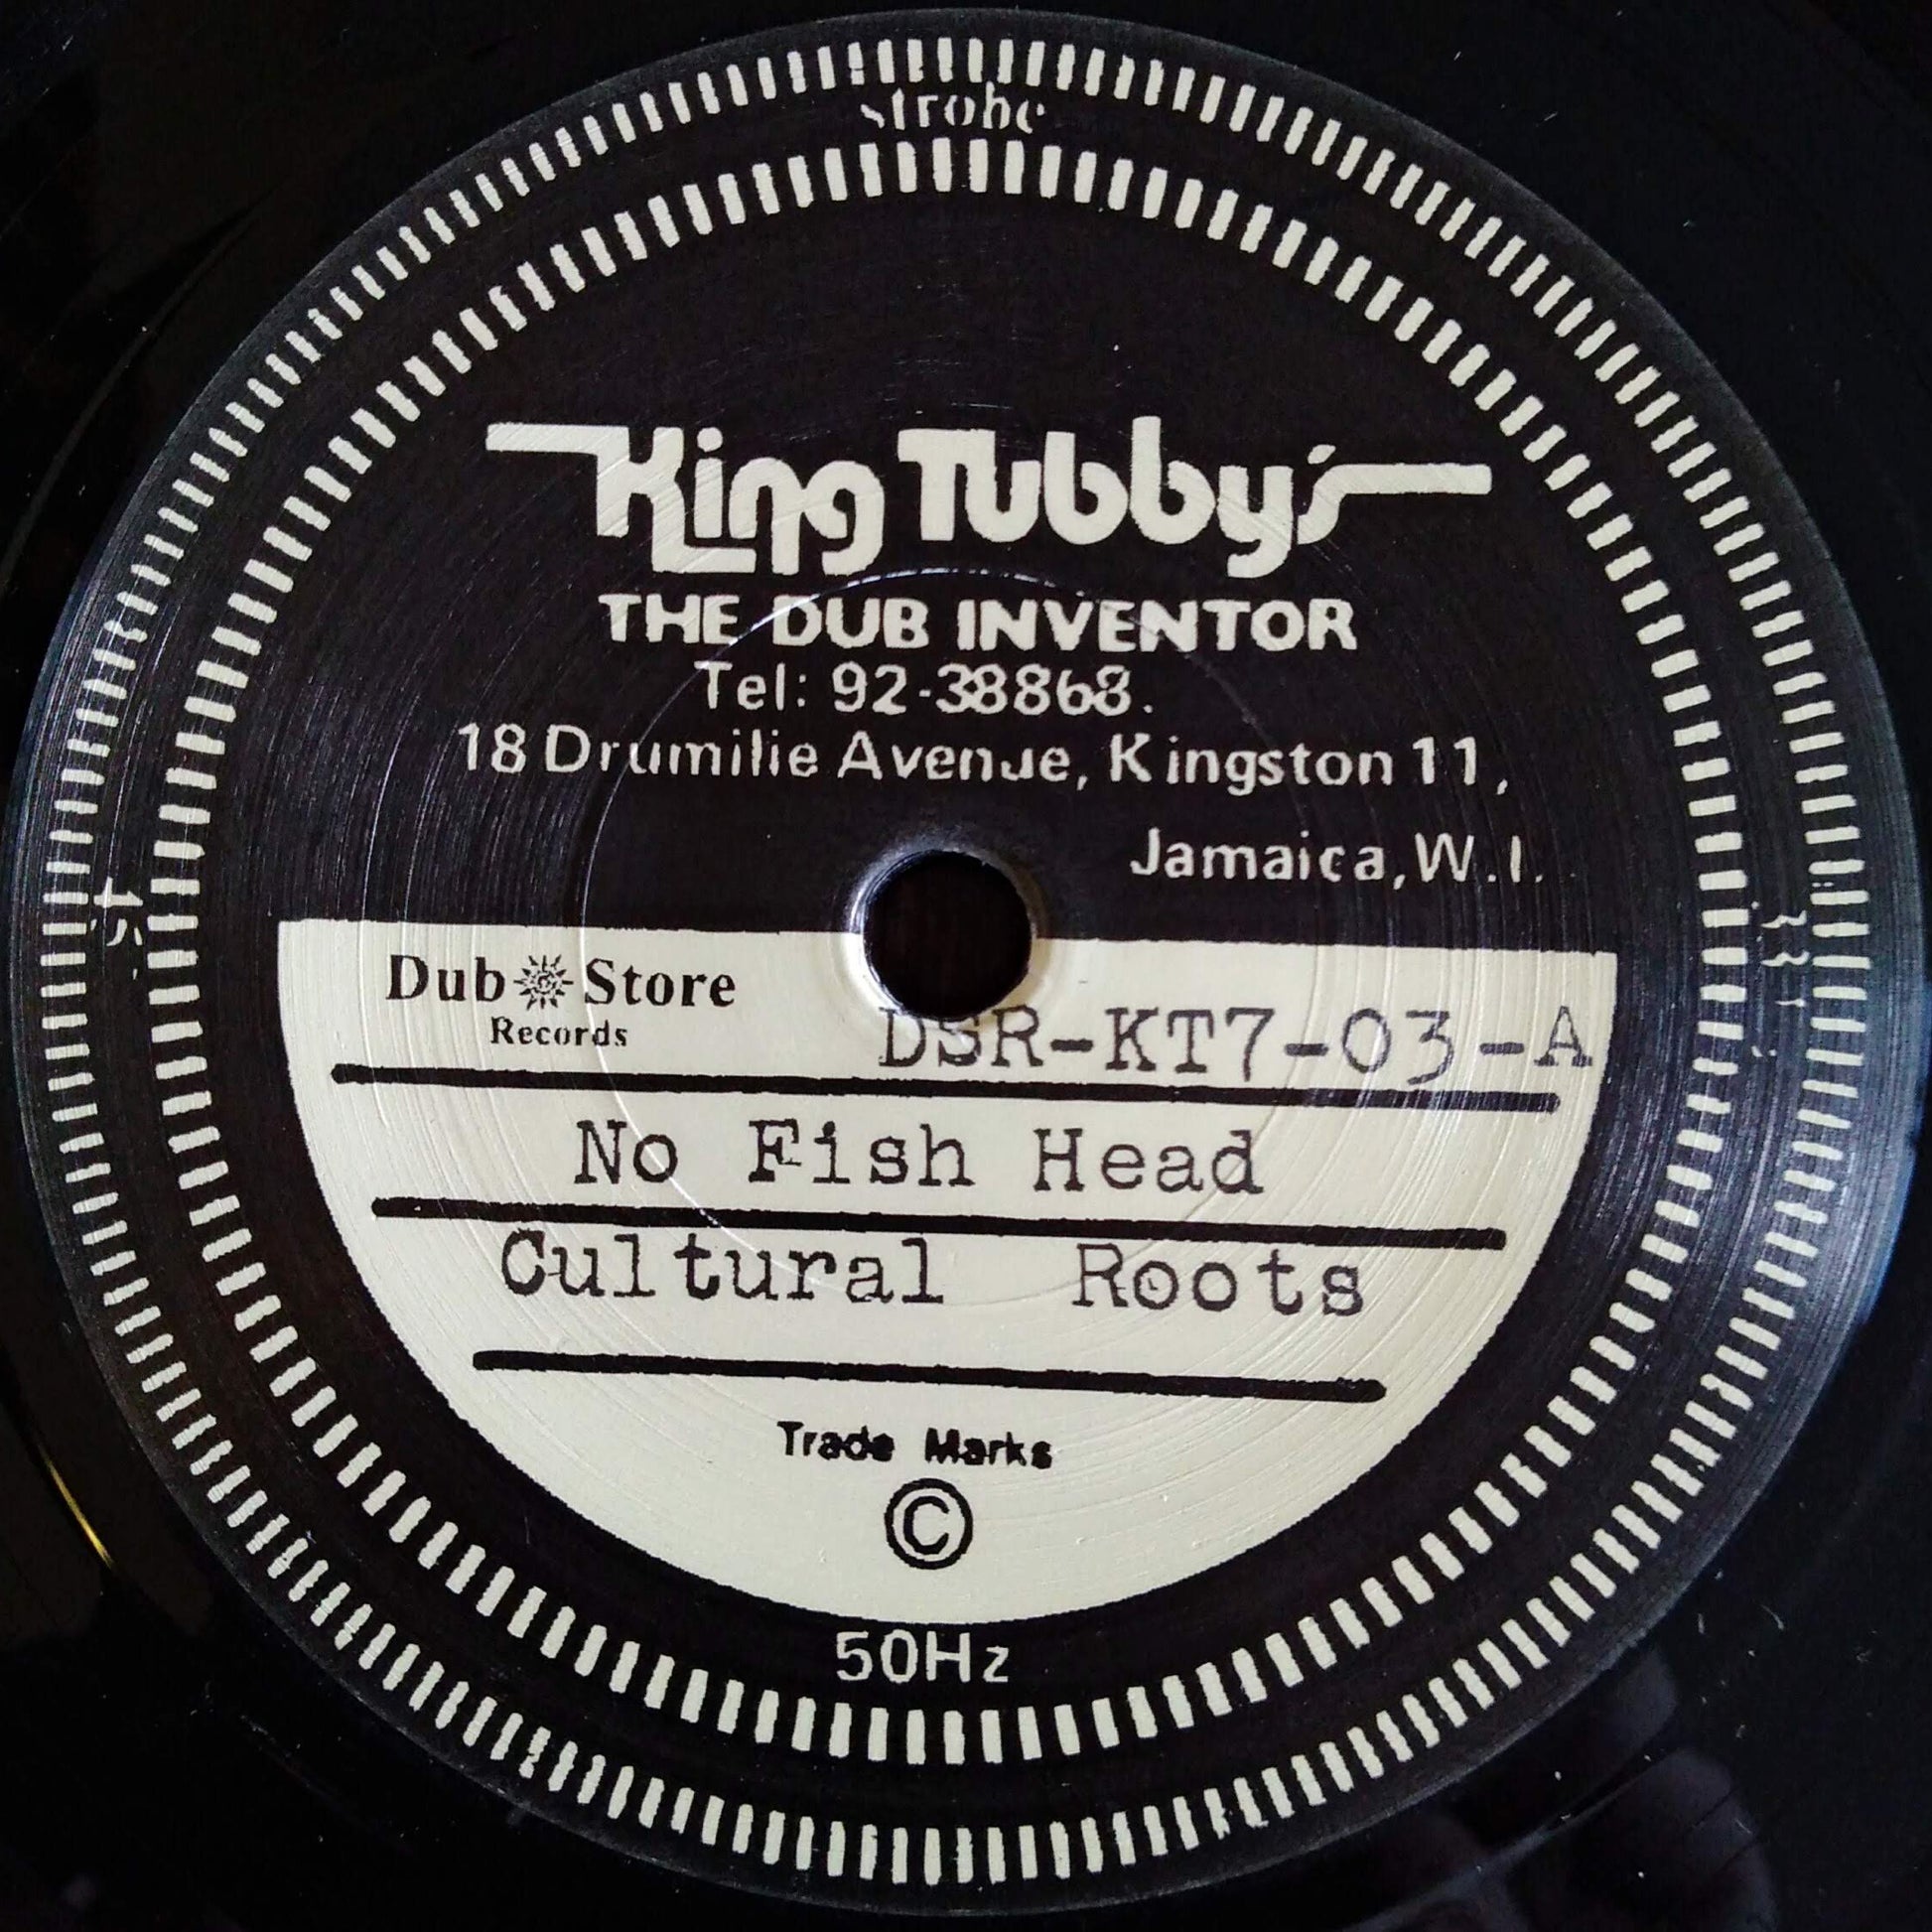 strobe
King Tubby's
THE DUB INVENTOR
Tel: 92-38868.
18 Drumilie Avenue, Kingston 11,
Jamaica, W.I.
45
Dub Store
Records
DSR-KT7-03-A
No Fish Head
Cultural Roots
Trade Marks
©
50Hz